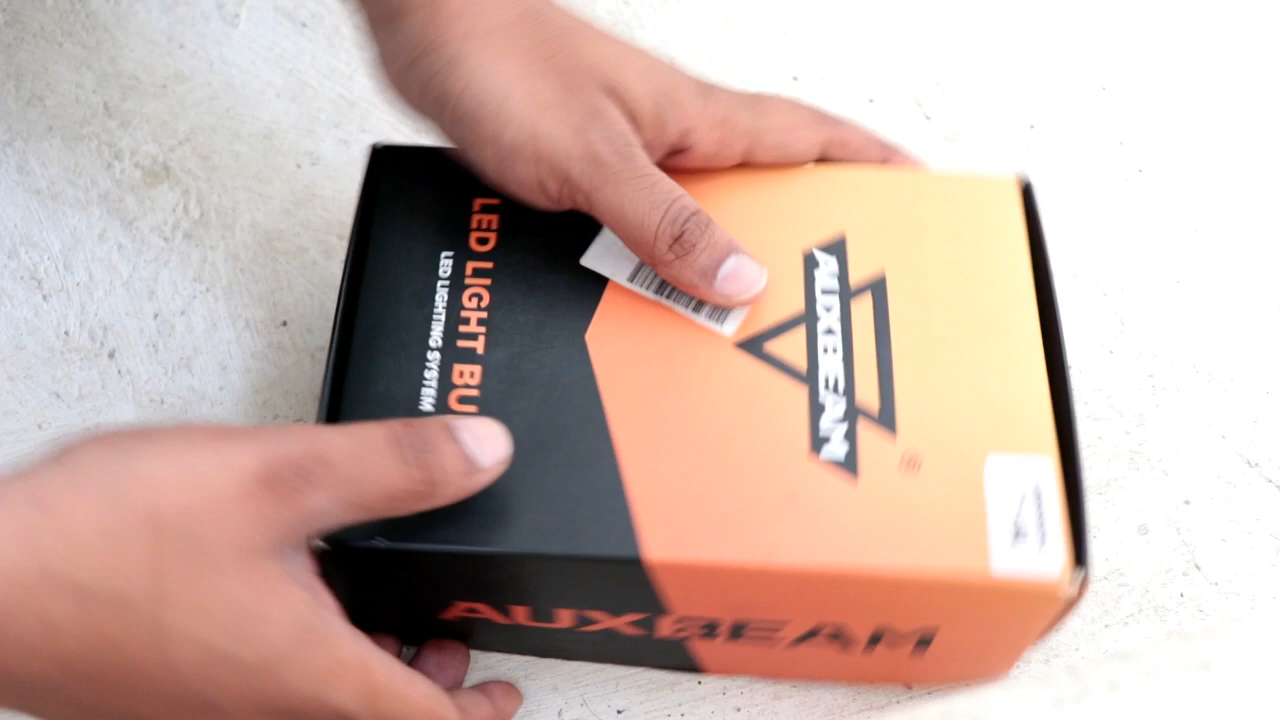 LED LIGHT BU
LED LIGHTING SYSTEM
AUXBEAM
®
AUXBEAM